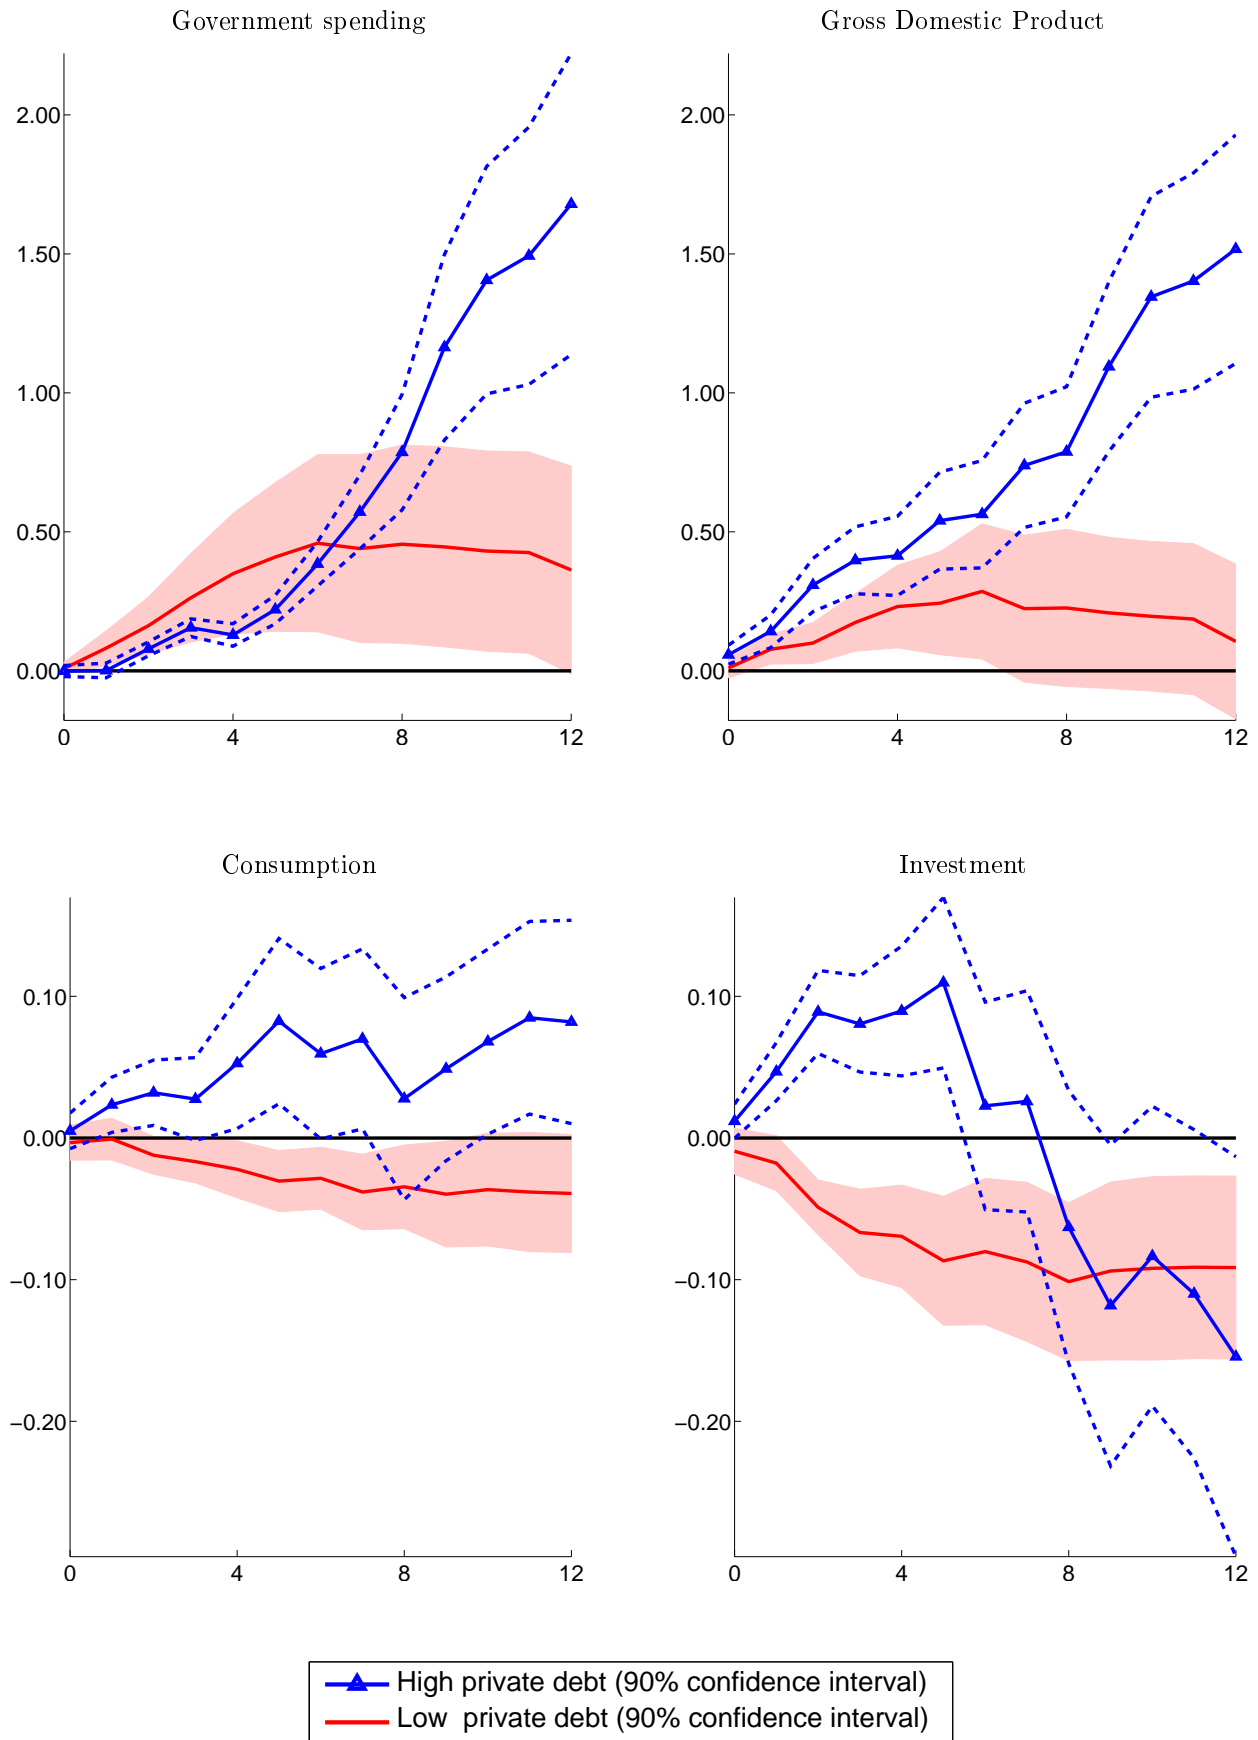 Government spending
Gross Domestic Product
2.00
1.50
1.00
0.50
0.00
0 4 8 12
2.00
1.50
1.00
0.50
0.00
0 4 8 12
Consumption
Investment
0.10
0.00
−0.10
−0.20
0 4 8 12
0.10
0.00
−0.10
−0.20
0 4 8 12
High private debt (90% confidence interval)
Low private debt (90% confidence interval)